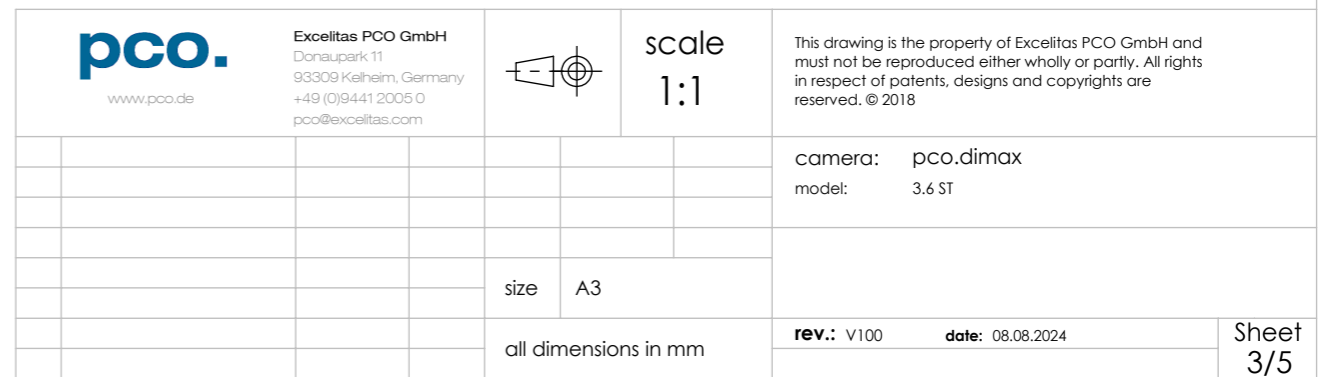 pco.
www.pco.de
Excelitas PCO GmbH
Donaupark 11
93309 Kelheim, Germany
+49 (0)9441 2005 0
pco@excelitas.com
scale
1:1
This drawing is the property of Excelitas PCO GmbH and
must not be reproduced either wholly or partly. All rights
in respect of patents, designs and copyrights are
reserved. © 2018
camera: pco.dimax
model: 3.6 ST
size A3
all dimensions in mm
rev.: V100 date: 08.08.2024
Sheet
3/5